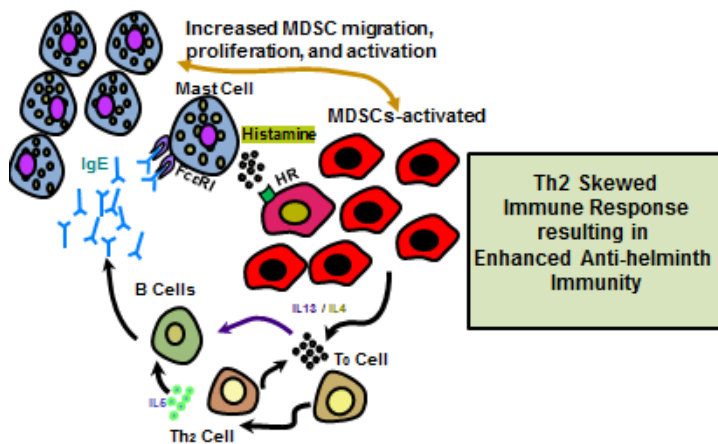 Increased MDSC migration,
proliferation, and activation
Mast Cell
MDSCs-activated
Histamine
IgE
FcεRI
HR
Th2 Skewed
Immune Response
resulting in
Enhanced Anti-helminth
Immunity
B Cells
IL13 / IL4
T0 Cell
IL5
Th2 Cell